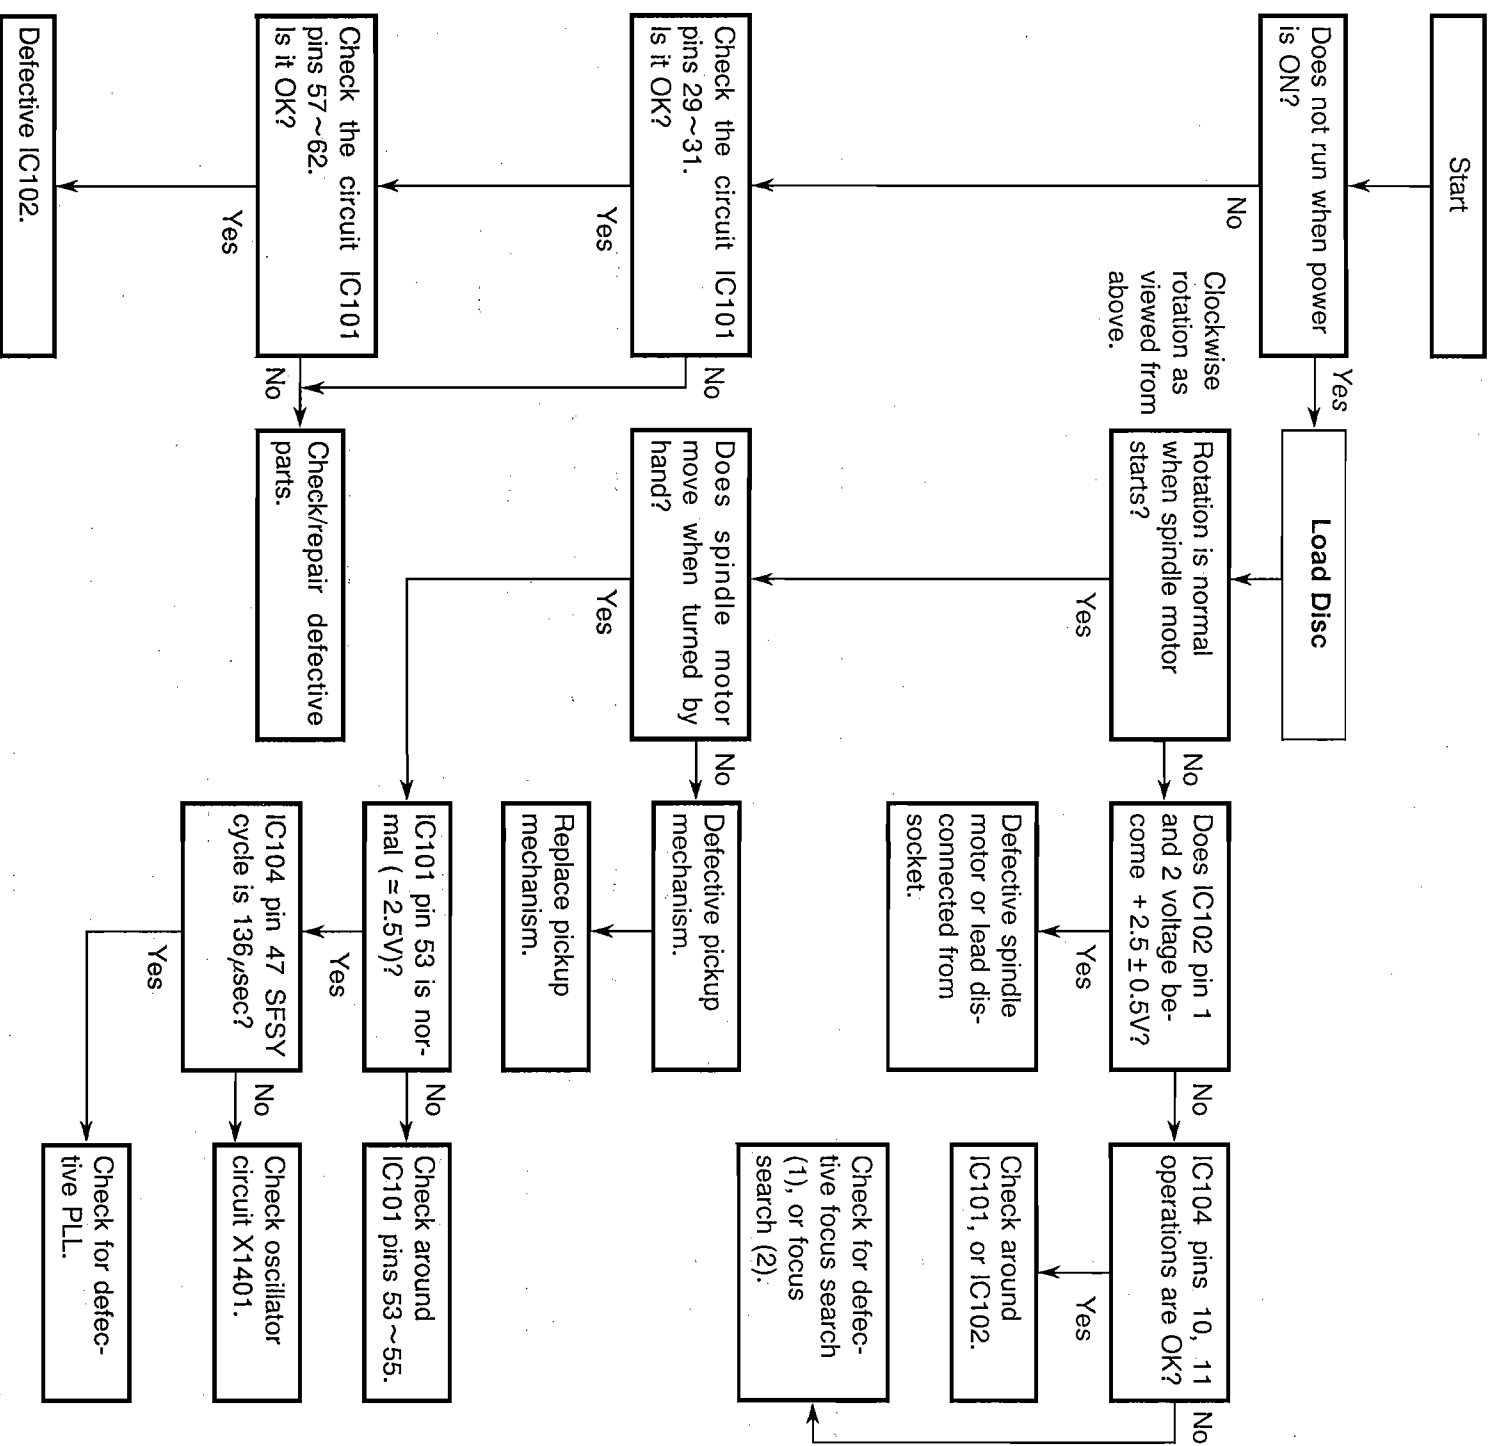 Start
Does not run when power
is ON?
No
Yes
Load Disc
Clockwise
rotation as
viewed from
above.
Rotation is normal
when spindle motor
starts?
No
Yes
Does IC102 pin 1
and 2 voltage be-
come +2.5±0.5V?
No
Yes
IC104 pins 10, 11
operations are OK?
No
Yes
Defective spindle
motor or lead dis-
connected from
socket.
Check around
IC101, or IC102.
Check for defec-
tive focus search
(1), or focus
search (2).
Check the circuit IC101
pins 29~31.
Is it OK?
No
Yes
Does spindle motor
move when turned by
hand?
No
Yes
Defective pickup
mechanism.
Replace pickup
mechanism.
Check the circuit IC101
pins 57~62.
Is it OK?
No
Yes
Check/repair defective
parts.
IC101 pin 53 is nor-
mal (≃2.5V)?
No
Yes
Check around
IC101 pins 53~55.
IC104 pin 47 SFSY
cycle is 136μsec?
No
Yes
Check oscillator
circuit X1401.
Check for defec-
tive PLL.
Defective IC102.